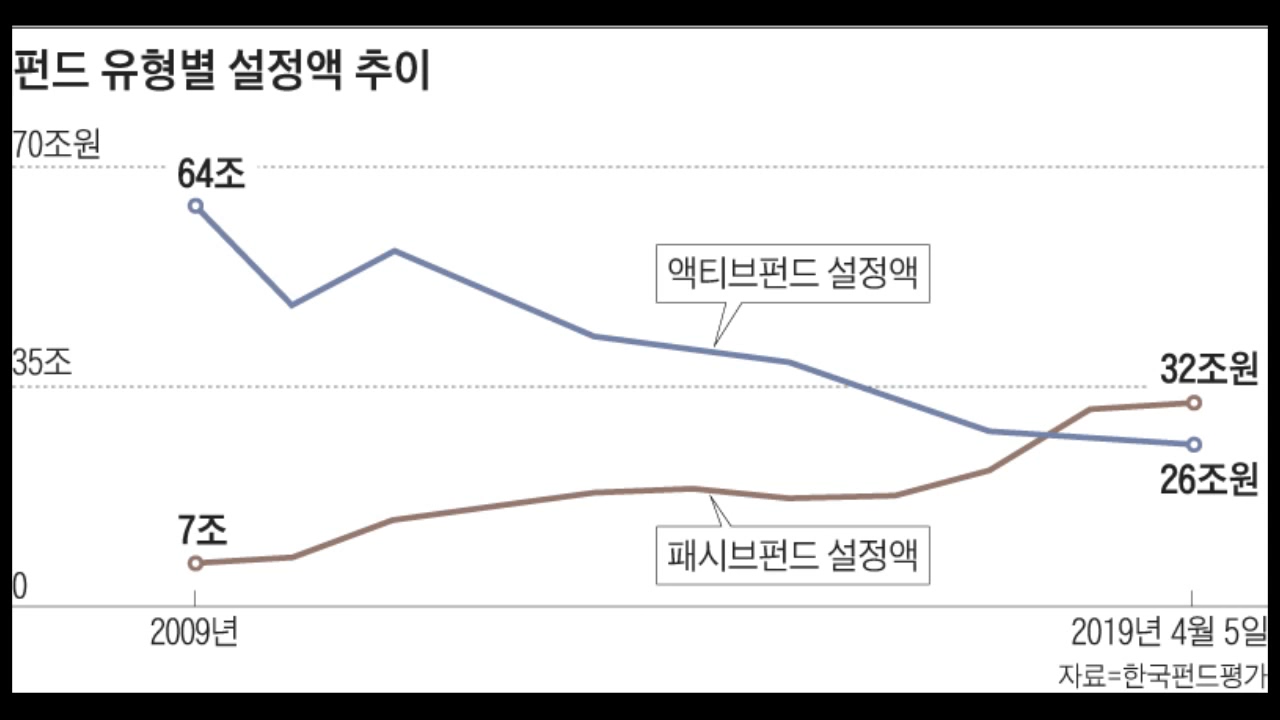 펀드 유형별 설정액 추이
70조원
64조
액티브펀드 설정액
35조
32조원
26조원
7조
패시브펀드 설정액
0
2009년
2019년 4월 5일
자료=한국펀드평가